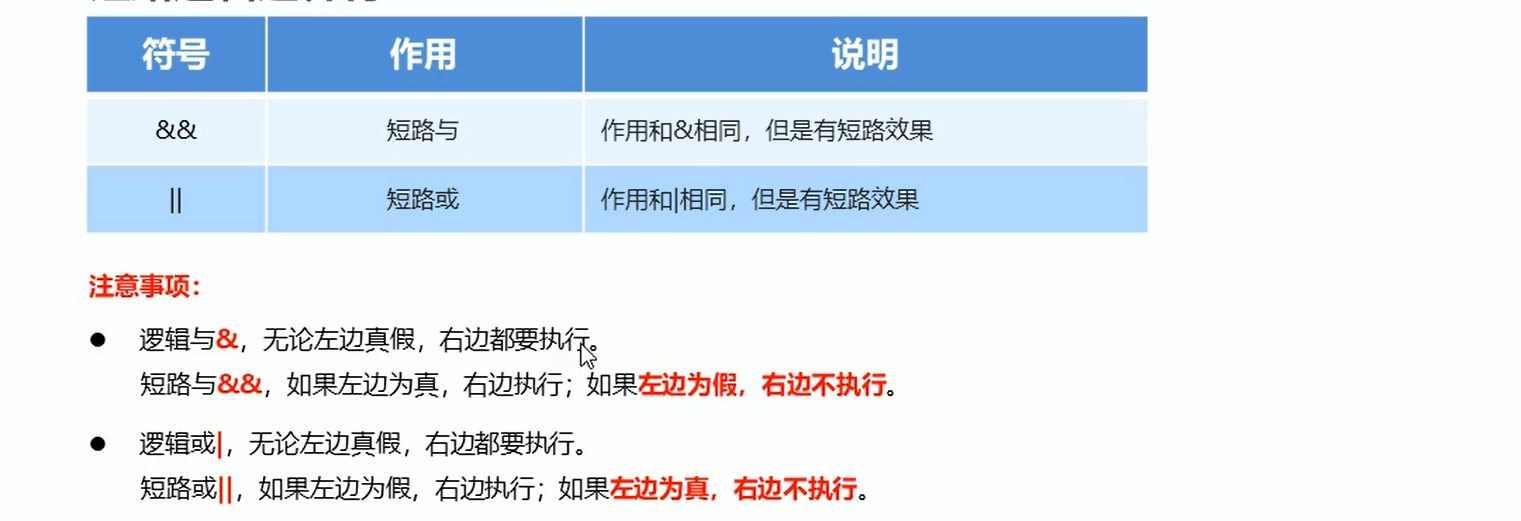 符号 作用 说明
&& 短路与 作用和&相同，但是有短路效果
|| 短路或 作用和|相同，但是有短路效果
注意事项：
● 逻辑与&，无论左边真假，右边都要执行。
短路与&&，如果左边为真，右边执行；如果左边为假，右边不执行。
● 逻辑或|，无论左边真假，右边都要执行。
短路或||，如果左边为假，右边执行；如果左边为真，右边不执行。